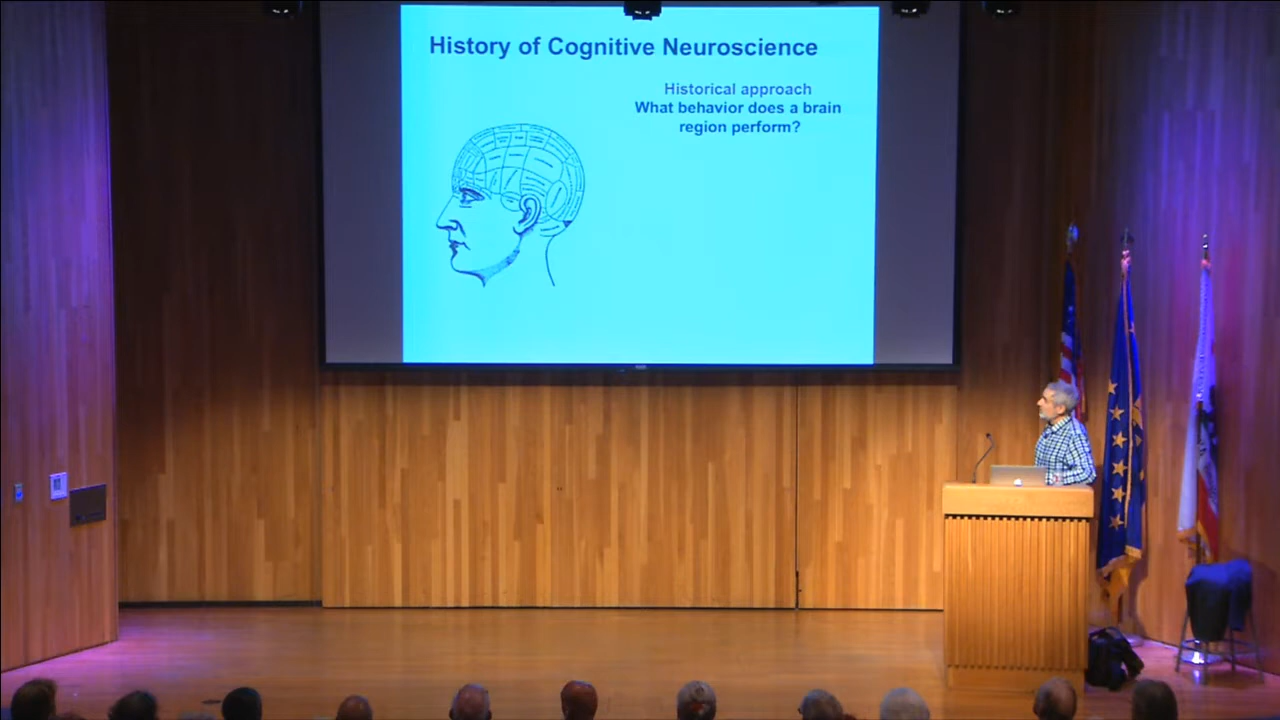 History of Cognitive Neuroscience
Historical approach
What behavior does a brain
region perform?